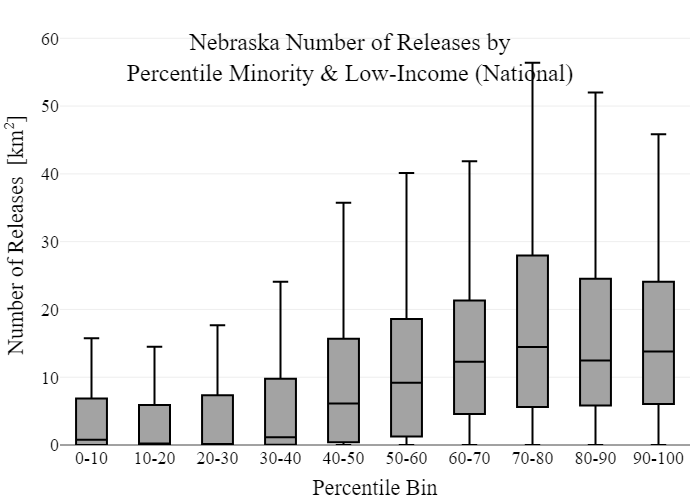 Nebraska Number of Releases by
Percentile Minority & Low-Income (National)
Number of Releases [km²]
60
50
40
30
20
10
0
0-10 10-20 20-30 30-40 40-50 50-60 60-70 70-80 80-90 90-100
Percentile Bin